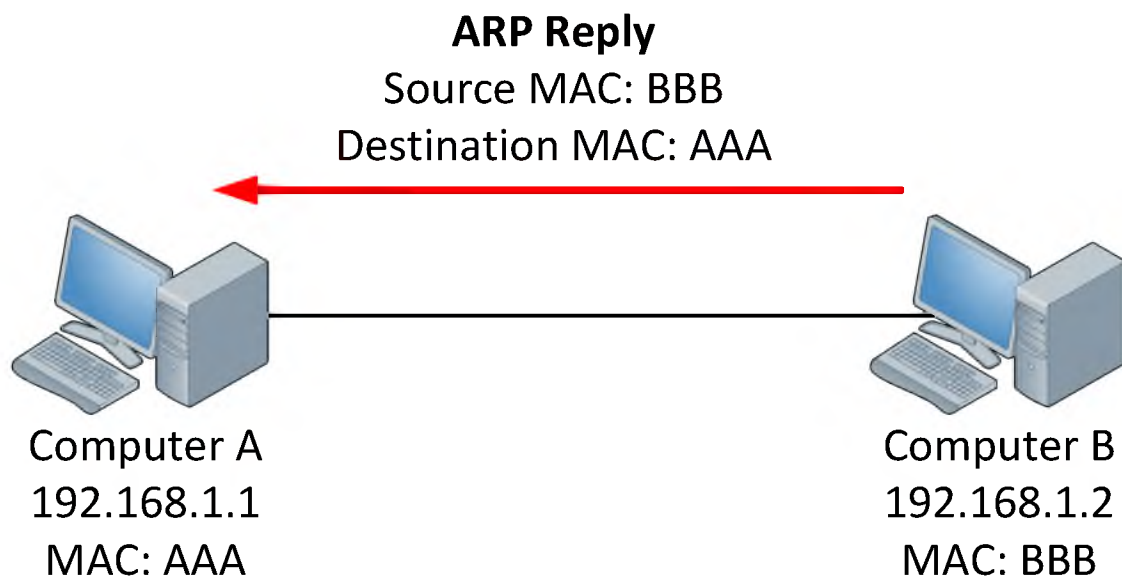 ARP Reply
Source MAC: BBB
Destination MAC: AAA
Computer A
192.168.1.1
MAC: AAA
Computer B
192.168.1.2
MAC: BBB